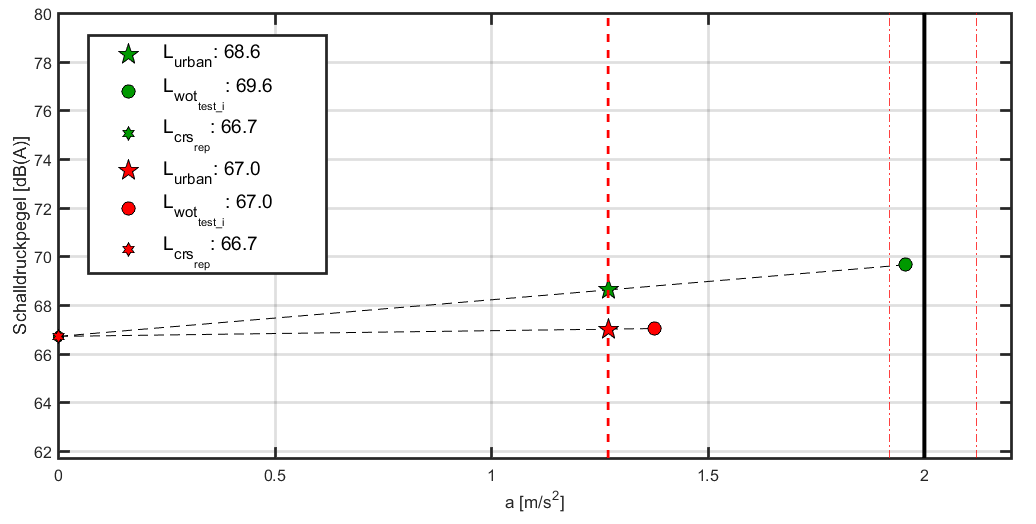 80
78
76
74
72
70
68
66
64
62
Schalldruckpegel [dB(A)]
L_urban: 68.6
L_wot_test_i: 69.6
L_crs_rep: 66.7
L_urban: 67.0
L_wot_test_i: 67.0
L_crs_rep: 66.7
0 0.5 1 1.5 2
a [m/s²]